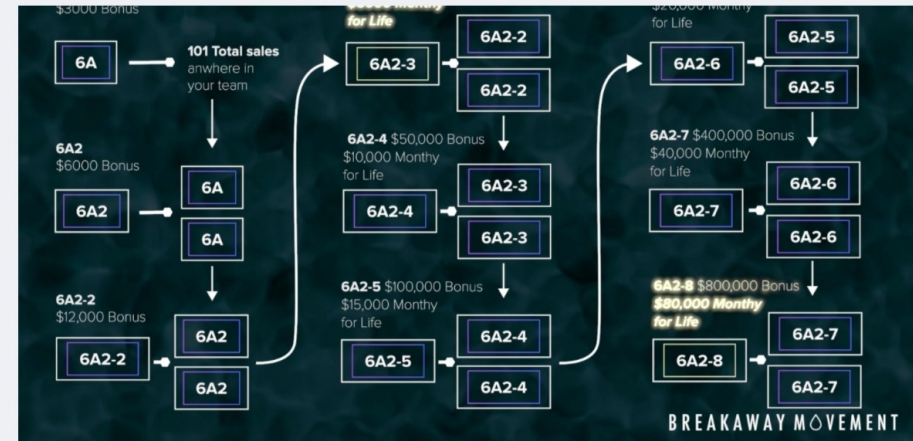 $3000 Bonus
6A
101 Total sales
anwhere in
your team
6A2
$6000 Bonus
6A2
6A
6A
6A2-2
$12,000 Bonus
6A2-2
6A2
6A2
$5000 Monthy
for Life
6A2-3
6A2-2
6A2-2
6A2-4 $50,000 Bonus
$10,000 Monthy
for Life
6A2-4
6A2-3
6A2-3
6A2-5 $100,000 Bonus
$15,000 Monthy
for Life
6A2-5
6A2-4
6A2-4
$20,000 Monthy
for Life
6A2-6
6A2-5
6A2-5
6A2-7 $400,000 Bonus
$40,000 Monthy
for Life
6A2-7
6A2-6
6A2-6
6A2-8 $800,000 Bonus
$80,000 Monthy
for Life
6A2-8
6A2-7
6A2-7
BREAKAWAY MOVEMENT